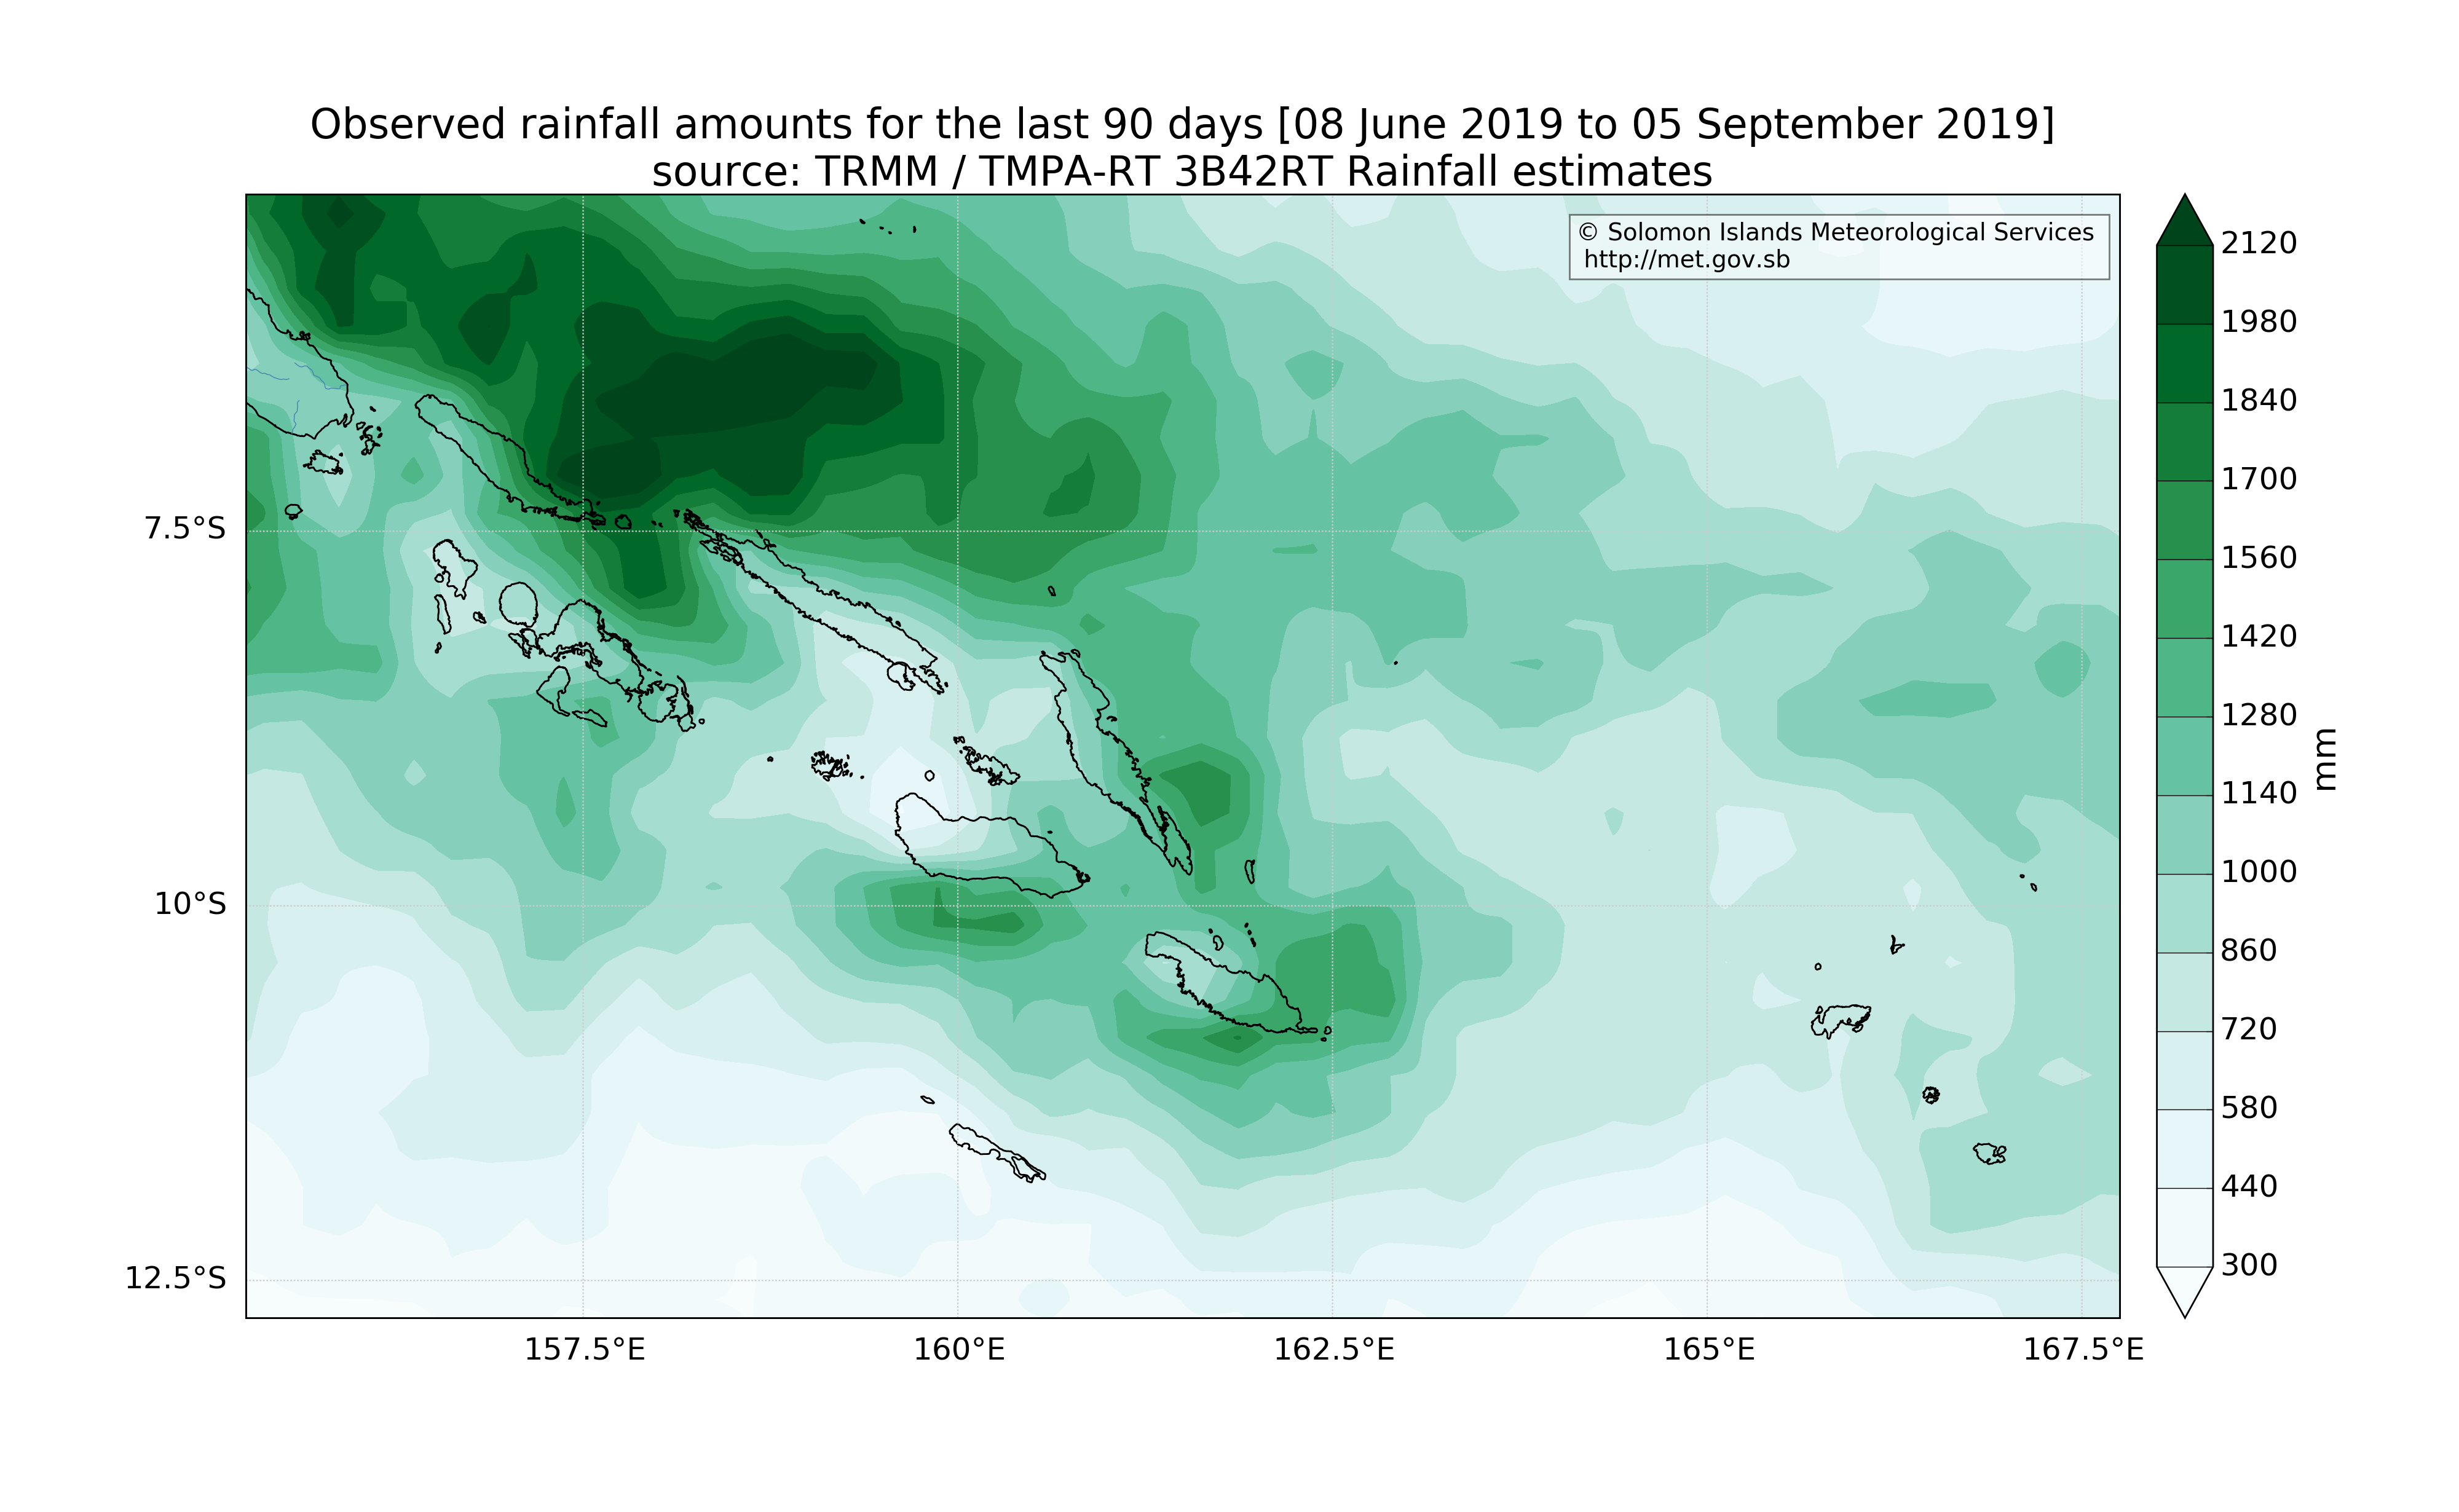 Observed rainfall amounts for the last 90 days [08 June 2019 to 05 September 2019]
source: TRMM / TMPA-RT 3B42RT Rainfall estimates
© Solomon Islands Meteorological Services
http://met.gov.sb
7.5°S
10°S
12.5°S
157.5°E
160°E
162.5°E
165°E
167.5°E
2120
1980
1840
1700
1560
1420
1280
1140
1000
860
720
580
440
300
mm